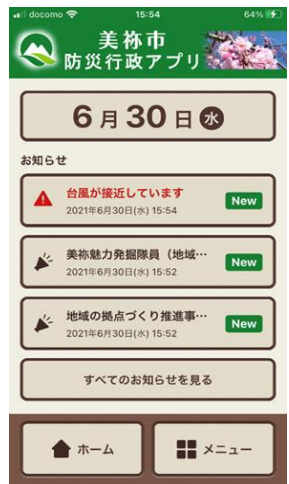 docomo 15:54 64%
美祢市
防災行政アプリ
6月30日 水
お知らせ
台風が接近しています
2021年6月30日(水) 15:54
New
美祢魅力発掘隊員（地域…
2021年6月30日(水) 15:52
New
地域の拠点づくり推進事…
2021年6月30日(水) 15:52
New
すべてのお知らせを見る
ホーム メニュー